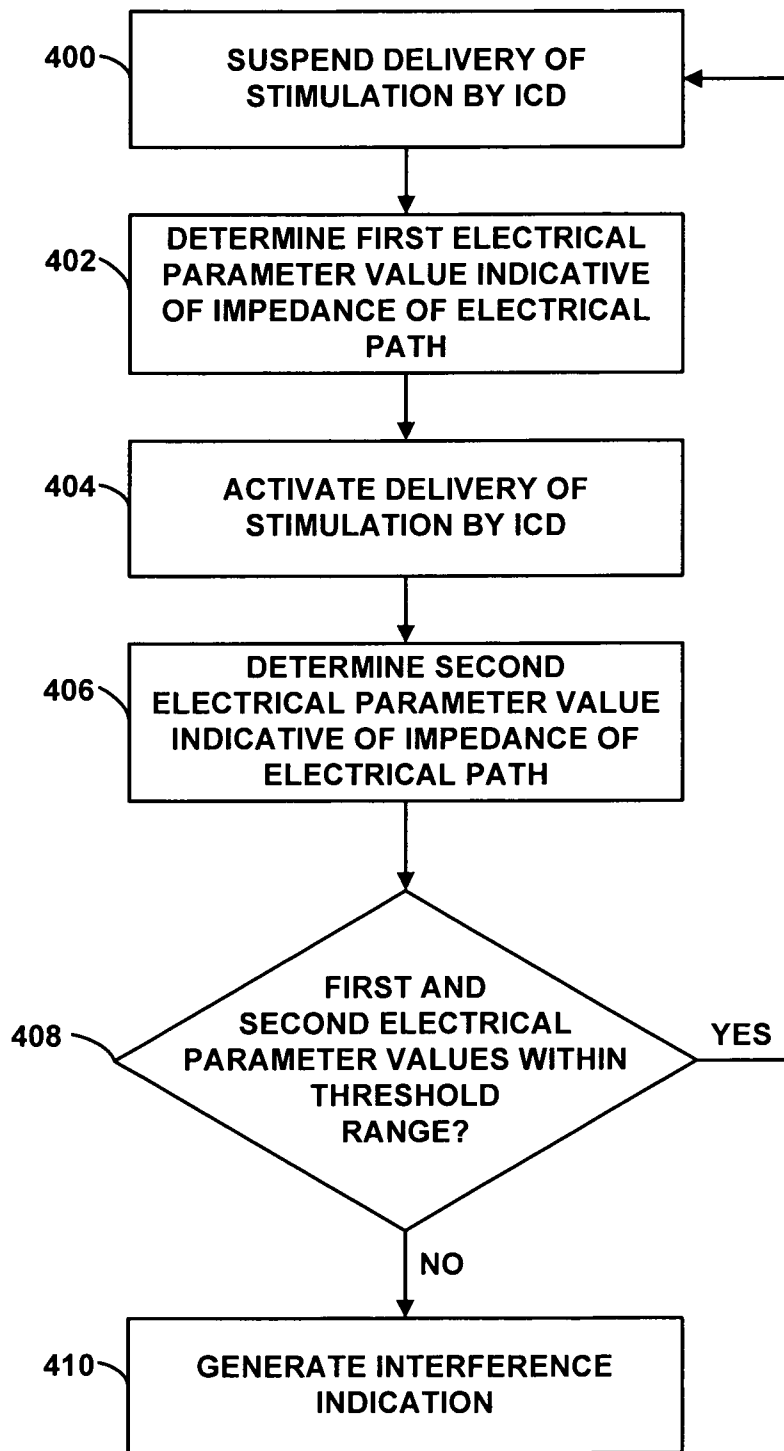 400
SUSPEND DELIVERY OF
STIMULATION BY ICD
402
DETERMINE FIRST ELECTRICAL
PARAMETER VALUE INDICATIVE
OF IMPEDANCE OF ELECTRICAL
PATH
404
ACTIVATE DELIVERY OF
STIMULATION BY ICD
406
DETERMINE SECOND
ELECTRICAL PARAMETER VALUE
INDICATIVE OF IMPEDANCE OF
ELECTRICAL PATH
408
FIRST AND
SECOND ELECTRICAL
PARAMETER VALUES WITHIN
THRESHOLD
RANGE?
YES
NO
410
GENERATE INTERFERENCE
INDICATION